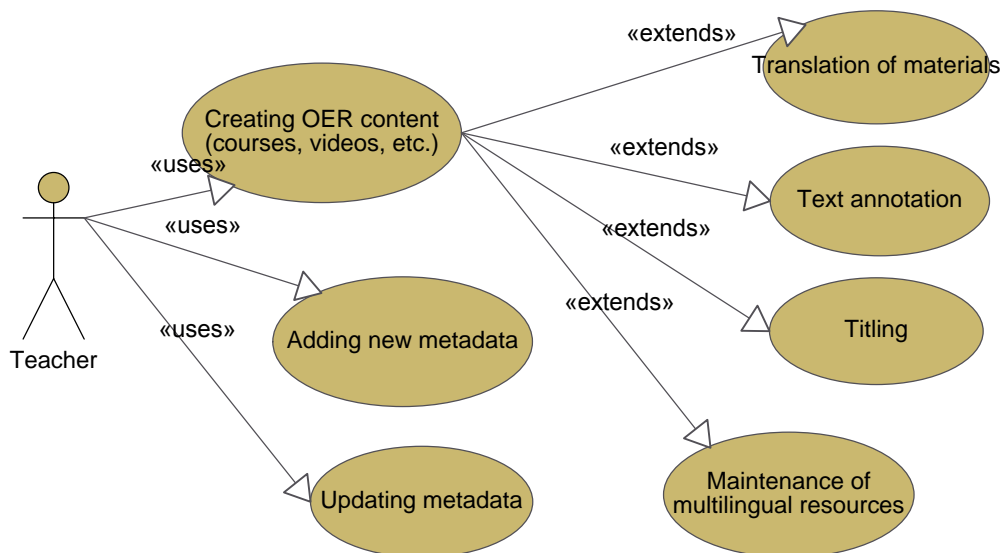 «extends»
Translation of materials
Creating OER content
(courses, videos, etc.)
«uses»
«extends»
Text annotation
«uses»
«extends»
Titling
«extends»
«uses»
Adding new metadata
Teacher
Maintenance of
multilingual resources
Updating metadata